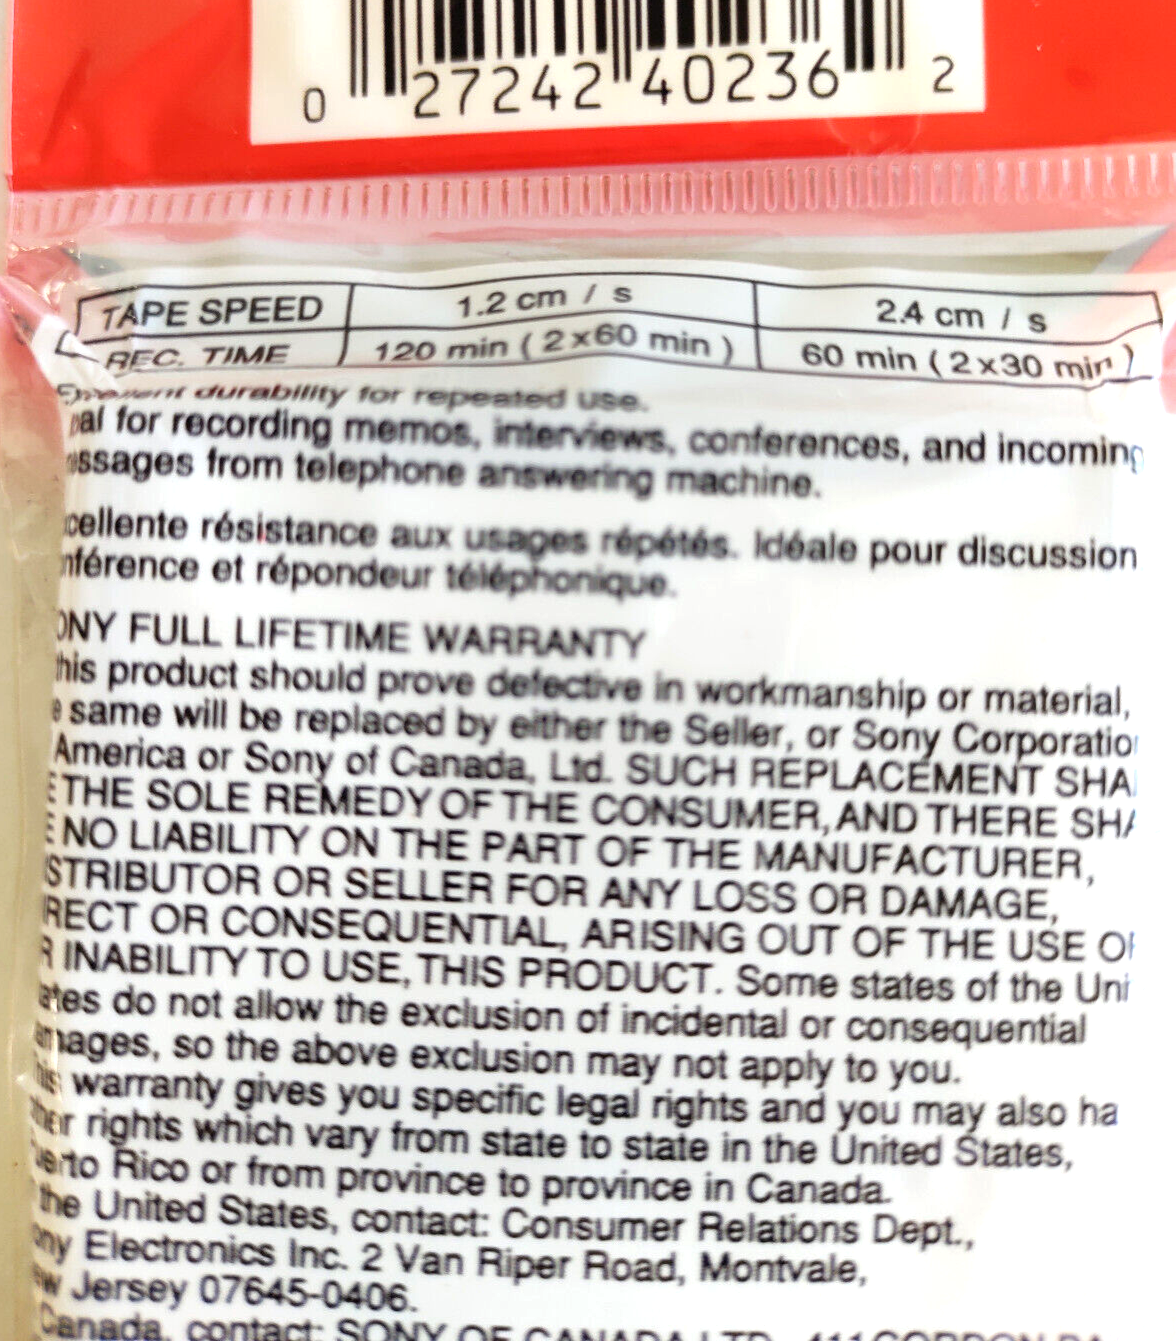 0 27242 40236 2
TAPE SPEED 1.2 cm / s 2.4 cm / s
REC. TIME 120 min ( 2x60 min ) 60 min ( 2x30 min )
durability for repeated use.
for recording memos, interviews, conferences, and incoming
ssages from telephone answering machine.
cellente résistance aux usages répétés. Idéale pour discussion
nférence et répondeur téléphonique.
ONY FULL LIFETIME WARRANTY
this product should prove defective in workmanship or material,
e same will be replaced by either the Seller, or Sony Corporatio
America or Sony of Canada, Ltd. SUCH REPLACEMENT SHA
E THE SOLE REMEDY OF THE CONSUMER, AND THERE SHA
E NO LIABILITY ON THE PART OF THE MANUFACTURER,
STRIBUTOR OR SELLER FOR ANY LOSS OR DAMAGE,
RECT OR CONSEQUENTIAL, ARISING OUT OF THE USE OF
R INABILITY TO USE, THIS PRODUCT. Some states of the Uni
ates do not allow the exclusion of incidental or consequential
amages, so the above exclusion may not apply to you.
his warranty gives you specific legal rights and you may also ha
ther rights which vary from state to state in the United States,
uerto Rico or from province to province in Canada.
the United States, contact: Consumer Relations Dept.,
ony Electronics Inc. 2 Van Riper Road, Montvale,
ew Jersey 07645-0406.
Canada, contact: SONY OF CANADA LTD., 411 GORDON